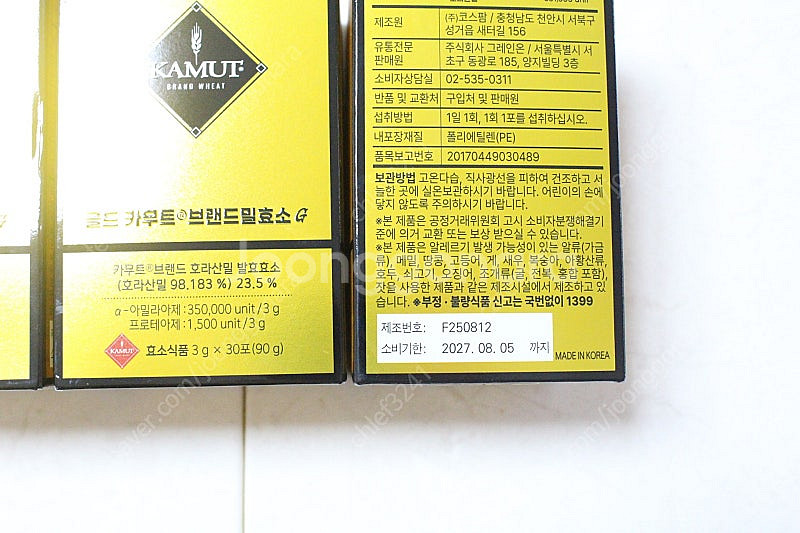 KAMUT
BRAND WHEAT
골드 카무트®브랜드밀효소 G
카무트®브랜드 호라산밀 발효효소
(호라산밀 98.183 %) 23.5 %
α-아밀라아제:350,000 unit/3 g
프로테아제:1,500 unit/3 g
KAMUT
효소식품 3 g × 30포(90 g)
제조원 (주)코스팜 / 충청남도 천안시 서북구
성거읍 새터길 156
유통전문
판매원
주식회사 그레인온 / 서울특별시 서
초구 동광로 185, 양지빌딩 3층
소비자상담실 02-535-0311
반품 및 교환처 구입처 및 판매원
섭취방법 1일 1회, 1회 1포를 섭취하십시오.
내포장재질 폴리에틸렌(PE)
품목보고번호 20170449030489
보관방법 고온다습, 직사광선을 피하여 건조하고 서
늘한 곳에 실온보관하시기 바랍니다. 어린이의 손에
닿지 않도록 주의하시기 바랍니다.
※본 제품은 공정거래위원회 고시 소비자분쟁해결기
준에 의거 교환 또는 보상 받으실 수 있습니다.
※본 제품은 알레르기 발생 가능성이 있는 알류(가금
류), 메밀, 땅콩, 고등어, 게, 새우, 복숭아, 아황산류,
호두, 쇠고기, 오징어, 조개류(굴, 전복, 홍합 포함),
잣을 사용한 제품과 같은 제조시설에서 제조하고 있
습니다. ※부정·불량식품 신고는 국번없이 1399
제조번호: F250812
소비기한: 2027. 08. 05 까지
MADE IN KOREA